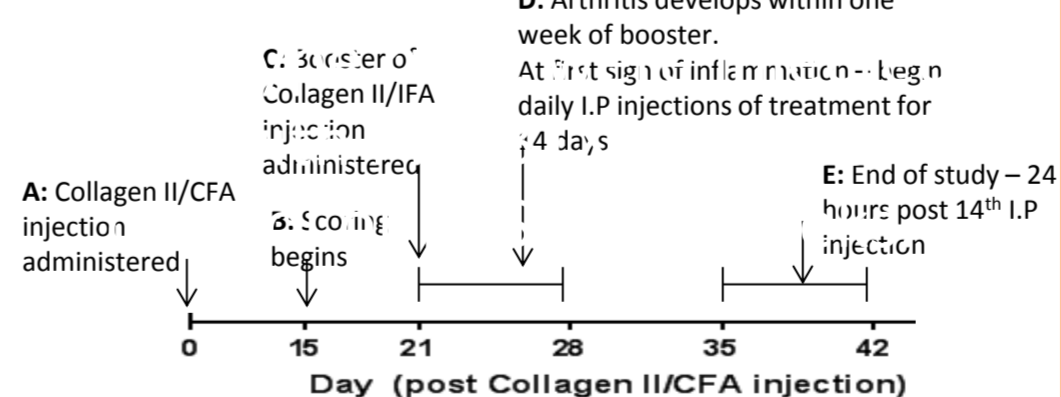 A: Collagen II/CFA
injection
administered
B: Scoring
begins
C: Booster of
Collagen II/IFA
injection
administered
D: Arthritis develops within one
week of booster.
At first sign of inflammation – begin
daily I.P injections of treatment for
14 days
E: End of study – 24
hours post 14th I.P
injection
0 15 21 28 35 42
Day (post Collagen II/CFA injection)